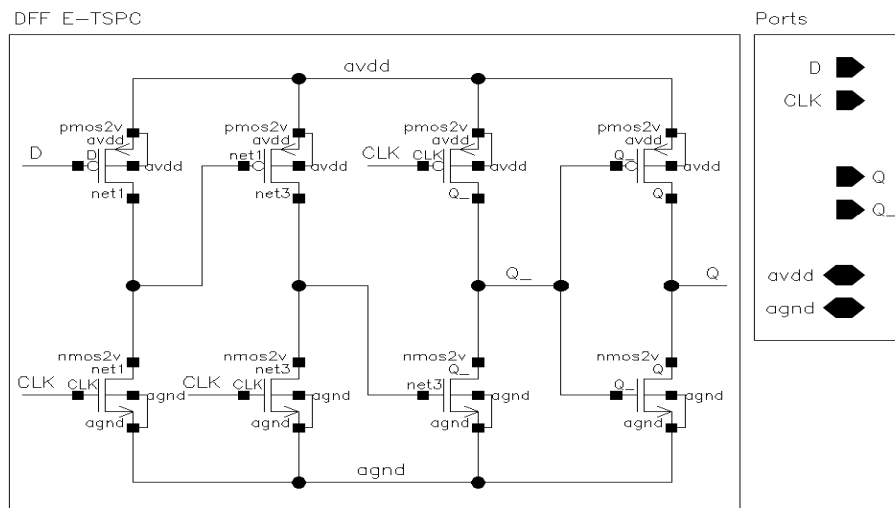 DFF E-TSPC Ports
avdd
D
CLK
pmos2v pmos2v pmos2v pmos2v
avdd avdd avdd avdd
D D net1 CLK CLK Q_
avdd avdd avdd avdd
net1 net3 Q_ Q
Q
Q_
Q_ Q
avdd
agnd
nmos2v nmos2v nmos2v nmos2v
net1 net3 Q_ Q
CLK CLK CLK CLK net3 Q_
agnd agnd agnd agnd
agnd agnd agnd agnd
agnd